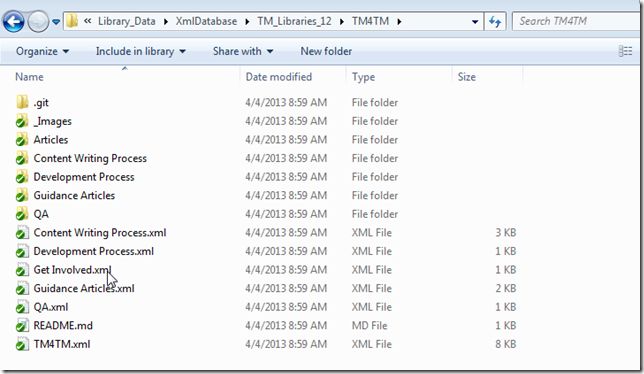 « Library_Data ▸ XmlDatabase ▸ TM_Libraries_12 ▸ TM4TM ▸ Search TM4TM
Organize ▾ Include in library ▾ Share with ▾ New folder
Name Date modified Type Size
.git 4/4/2013 8:59 AM File folder
_Images 4/4/2013 8:59 AM File folder
Articles 4/4/2013 8:59 AM File folder
Content Writing Process 4/4/2013 8:59 AM File folder
Development Process 4/4/2013 8:59 AM File folder
Guidance Articles 4/4/2013 8:59 AM File folder
QA 4/4/2013 8:59 AM File folder
Content Writing Process.xml 4/4/2013 8:59 AM XML File 3 KB
Development Process.xml 4/4/2013 8:59 AM XML File 1 KB
Get Involved.xml 4/4/2013 8:59 AM XML File 1 KB
Guidance Articles.xml 4/4/2013 8:59 AM XML File 2 KB
QA.xml 4/4/2013 8:59 AM XML File 1 KB
README.md 4/4/2013 8:59 AM MD File 1 KB
TM4TM.xml 4/4/2013 8:59 AM XML File 8 KB